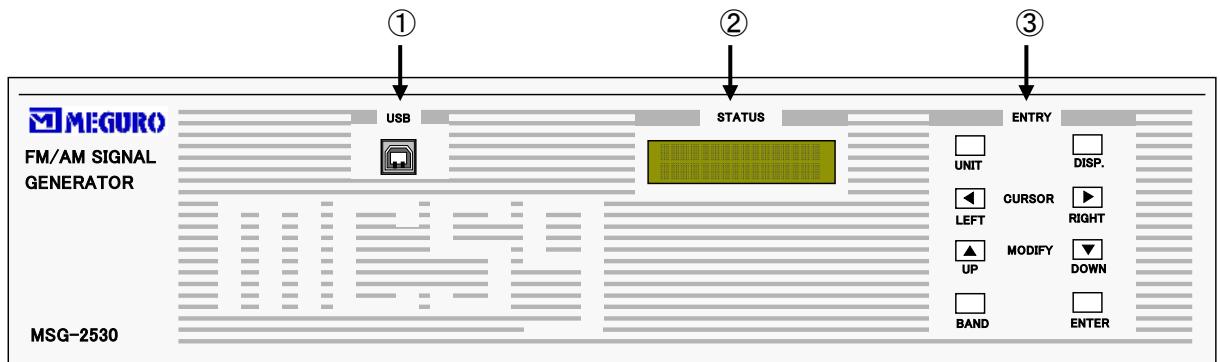 ① ② ③
MEGURO
FM/AM SIGNAL
GENERATOR
MSG-2530
USB
STATUS
ENTRY
UNIT DISP.
CURSOR
LEFT RIGHT
MODIFY
UP DOWN
BAND ENTER